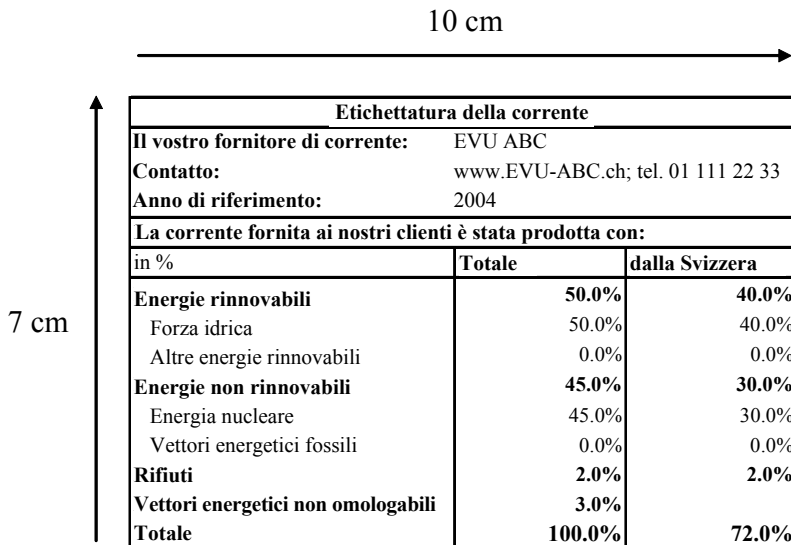 10 cm
7 cm
Etichettatura della corrente
Il vostro fornitore di corrente: EVU ABC
Contatto: www.EVU-ABC.ch; tel. 01 111 22 33
Anno di riferimento: 2004
La corrente fornita ai nostri clienti è stata prodotta con:
in % Totale dalla Svizzera
Energie rinnovabili 50.0% 40.0%
Forza idrica 50.0% 40.0%
Altre energie rinnovabili 0.0% 0.0%
Energie non rinnovabili 45.0% 30.0%
Energia nucleare 45.0% 30.0%
Vettori energetici fossili 0.0% 0.0%
Rifiuti 2.0% 2.0%
Vettori energetici non omologabili 3.0%
Totale 100.0% 72.0%